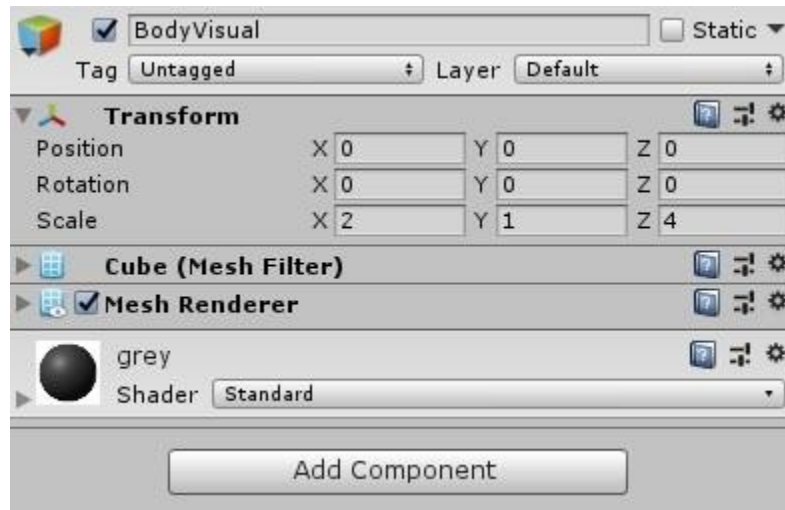 BodyVisual Static
Tag Untagged Layer Default
Transform
Position X 0 Y 0 Z 0
Rotation X 0 Y 0 Z 0
Scale X 2 Y 1 Z 4
Cube (Mesh Filter)
Mesh Renderer
grey
Shader Standard
Add Component